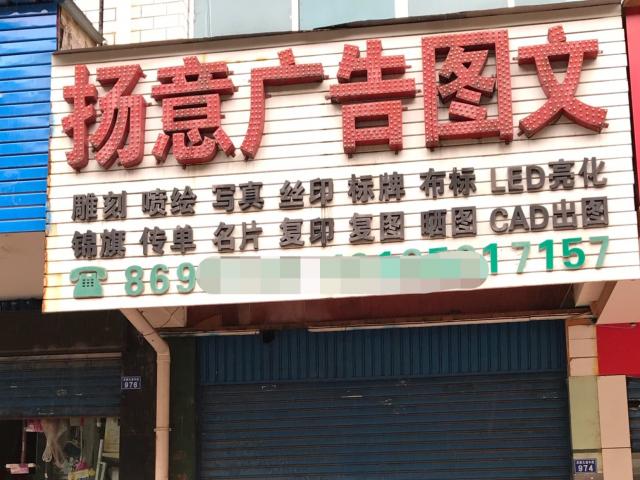 扬意广告图文
雕刻 喷绘 写真 丝印 标牌 布标 LED亮化
锦旗 传单 名片 复印 复图 晒图 CAD出图
869 17157
976
974